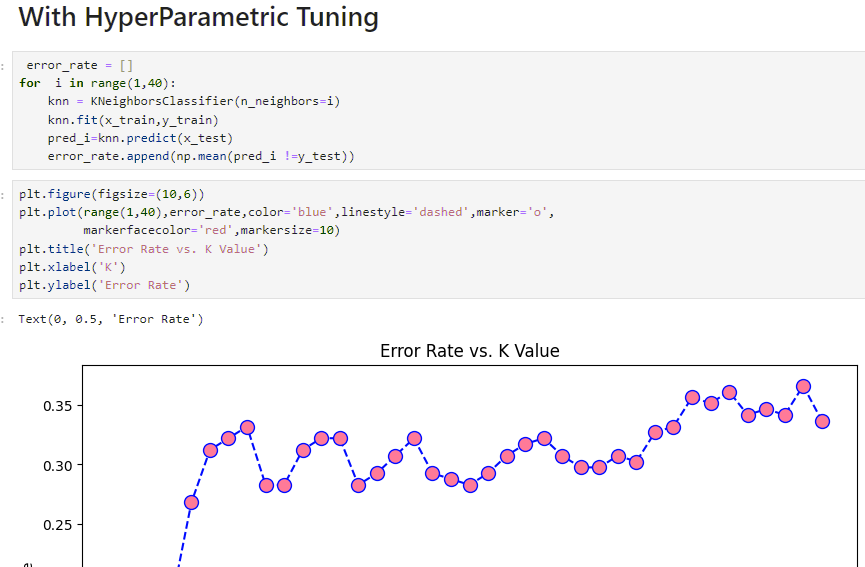 With HyperParametric Tuning
error_rate = []
for  i in range(1,40):
    knn = KNeighborsClassifier(n_neighbors=i)
    knn.fit(x_train,y_train)
    pred_i=knn.predict(x_test)
    error_rate.append(np.mean(pred_i !=y_test))
plt.figure(figsize=(10,6))
plt.plot(range(1,40),error_rate,color='blue',linestyle='dashed',marker='o',
         markerfacecolor='red',markersize=10)
plt.title('Error Rate vs. K Value')
plt.xlabel('K')
plt.ylabel('Error Rate')
Text(0, 0.5, 'Error Rate')
Error Rate vs. K Value
0.35
0.30
0.25